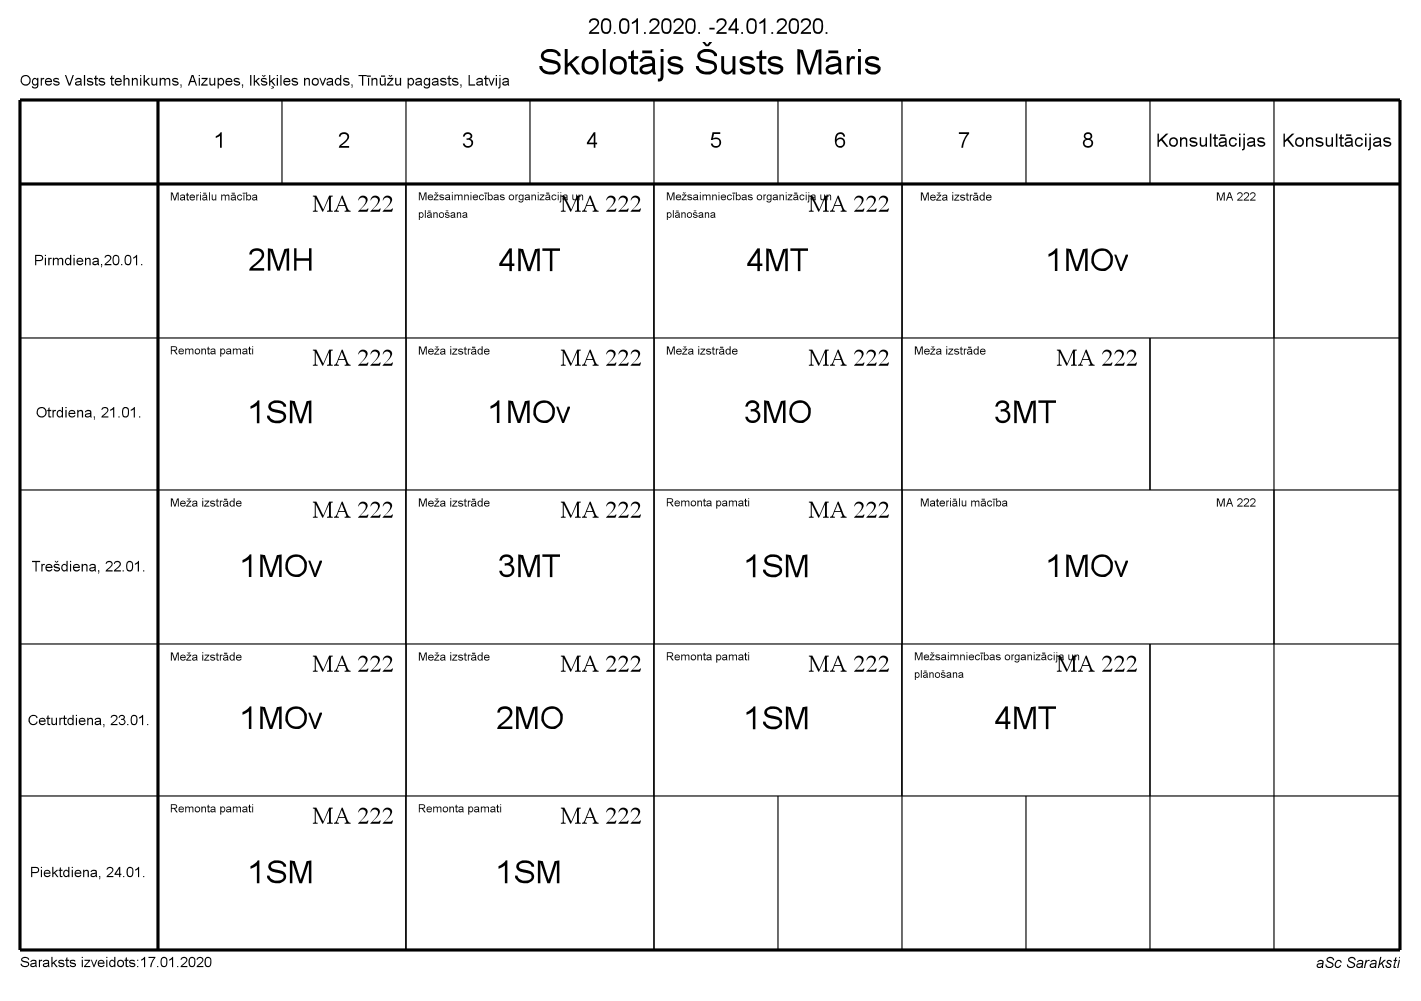 20.01.2020. -24.01.2020.
Skolotājs Šusts Māris
Ogres Valsts tehnikums, Aizupes, Ikšķiles novads, Tīnūžu pagasts, Latvija
1 2 3 4 5 6 7 8 Konsultācijas Konsultācijas
Pirmdiena,20.01.
Materiālu mācība MA 222
2MH
Mežsaimniecības organizācija un MA 222
plānošana
4MT
Mežsaimniecības organizācija un MA 222
plānošana
4MT
Meža izstrāde MA 222
1MOv
Otrdiena, 21.01.
Remonta pamati MA 222
1SM
Meža izstrāde MA 222
1MOv
Meža izstrāde MA 222
3MO
Meža izstrāde MA 222
3MT
Trešdiena, 22.01.
Meža izstrāde MA 222
1MOv
Meža izstrāde MA 222
3MT
Remonta pamati MA 222
1SM
Materiālu mācība MA 222
1MOv
Ceturtdiena, 23.01.
Meža izstrāde MA 222
1MOv
Meža izstrāde MA 222
2MO
Remonta pamati MA 222
1SM
Mežsaimniecības organizācija un MA 222
plānošana
4MT
Piektdiena, 24.01.
Remonta pamati MA 222
1SM
Remonta pamati MA 222
1SM
Saraksts izveidots:17.01.2020
aSc Saraksti